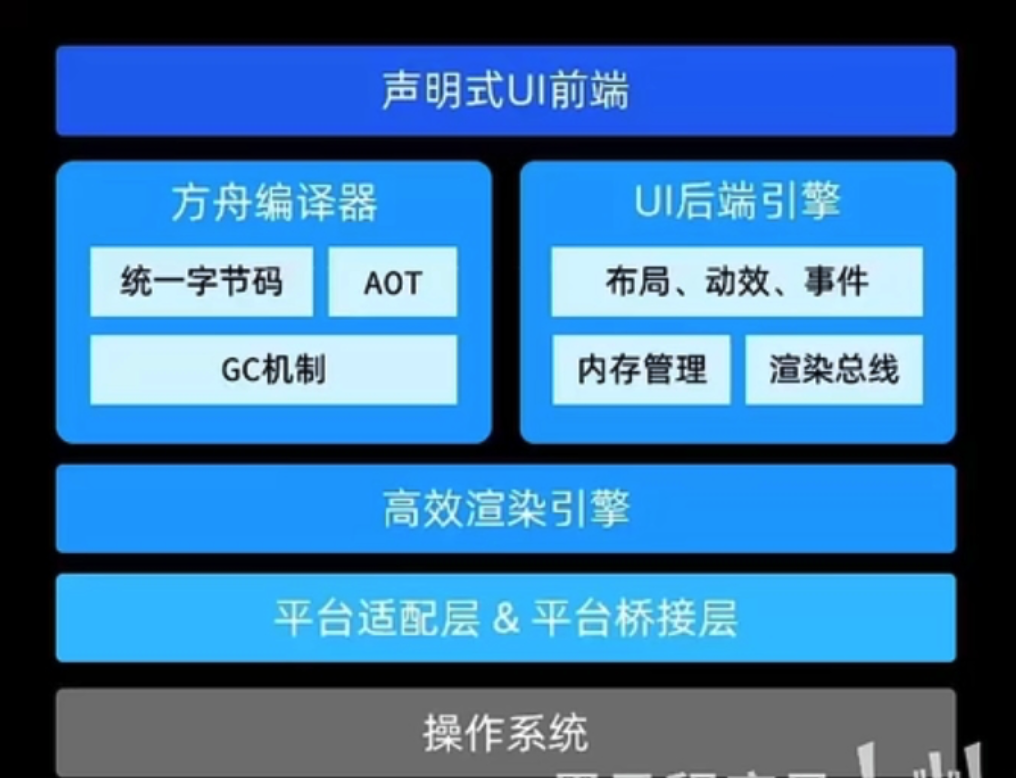 声明式UI前端
方舟编译器
统一字节码 AOT
GC机制
UI后端引擎
布局、动效、事件
内存管理 渲染总线
高效渲染引擎
平台适配层 & 平台桥接层
操作系统